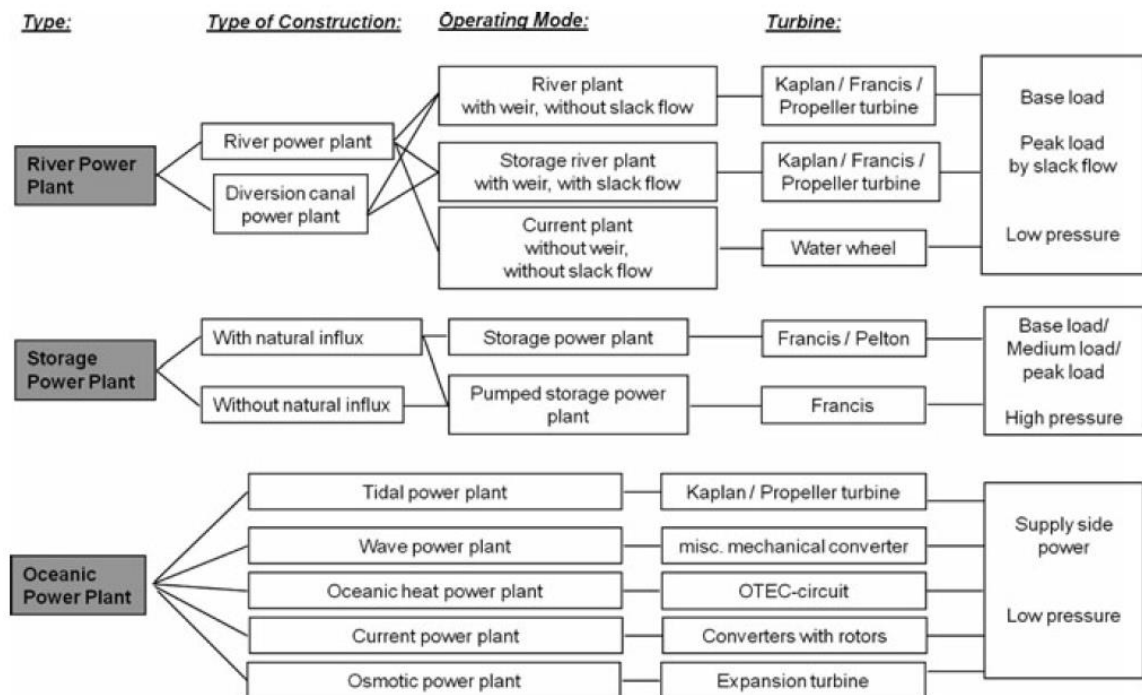 Type:
Type of Construction:
Operating Mode:
Turbine:
River Power
Plant
River power plant
Diversion canal
power plant
River plant
with weir, without slack flow
Storage river plant
with weir, with slack flow
Current plant
without weir,
without slack flow
Kaplan / Francis /
Propeller turbine
Kaplan / Francis /
Propeller turbine
Water wheel
Base load
Peak load
by slack flow
Low pressure
Storage
Power Plant
With natural influx
Without natural influx
Storage power plant
Pumped storage power
plant
Francis / Pelton
Francis
Base load/
Medium load/
peak load
High pressure
Oceanic
Power Plant
Tidal power plant
Wave power plant
Oceanic heat power plant
Current power plant
Osmotic power plant
Kaplan / Propeller turbine
misc. mechanical converter
OTEC-circuit
Converters with rotors
Expansion turbine
Supply side
power
Low pressure